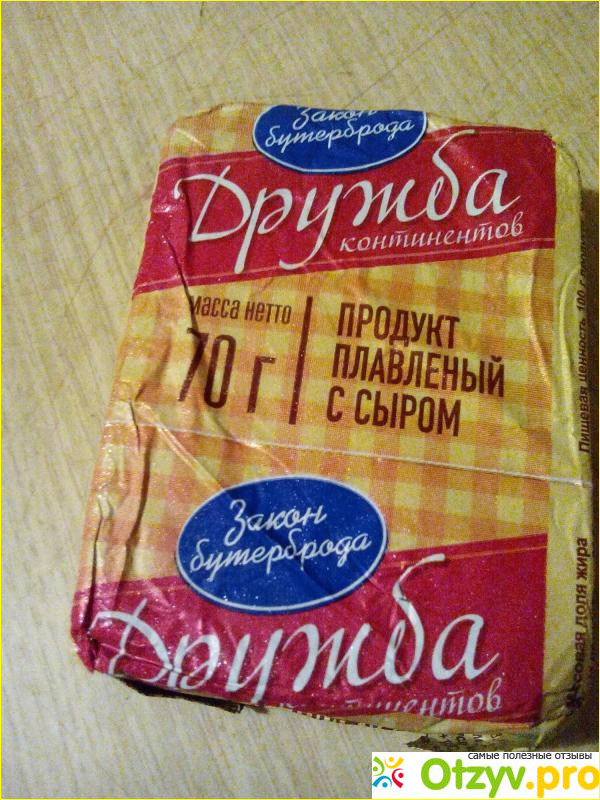 Закон
бутерброда
Дружба
континентов
масса нетто
70 г
ПРОДУКТ
ПЛАВЛЕНЫЙ
С СЫРОМ
Пищевая ценность 100 г
Закон
бутерброда
Дружба
континентов
массовая доля жира
самые полезные отзывы
Otzyv.pro